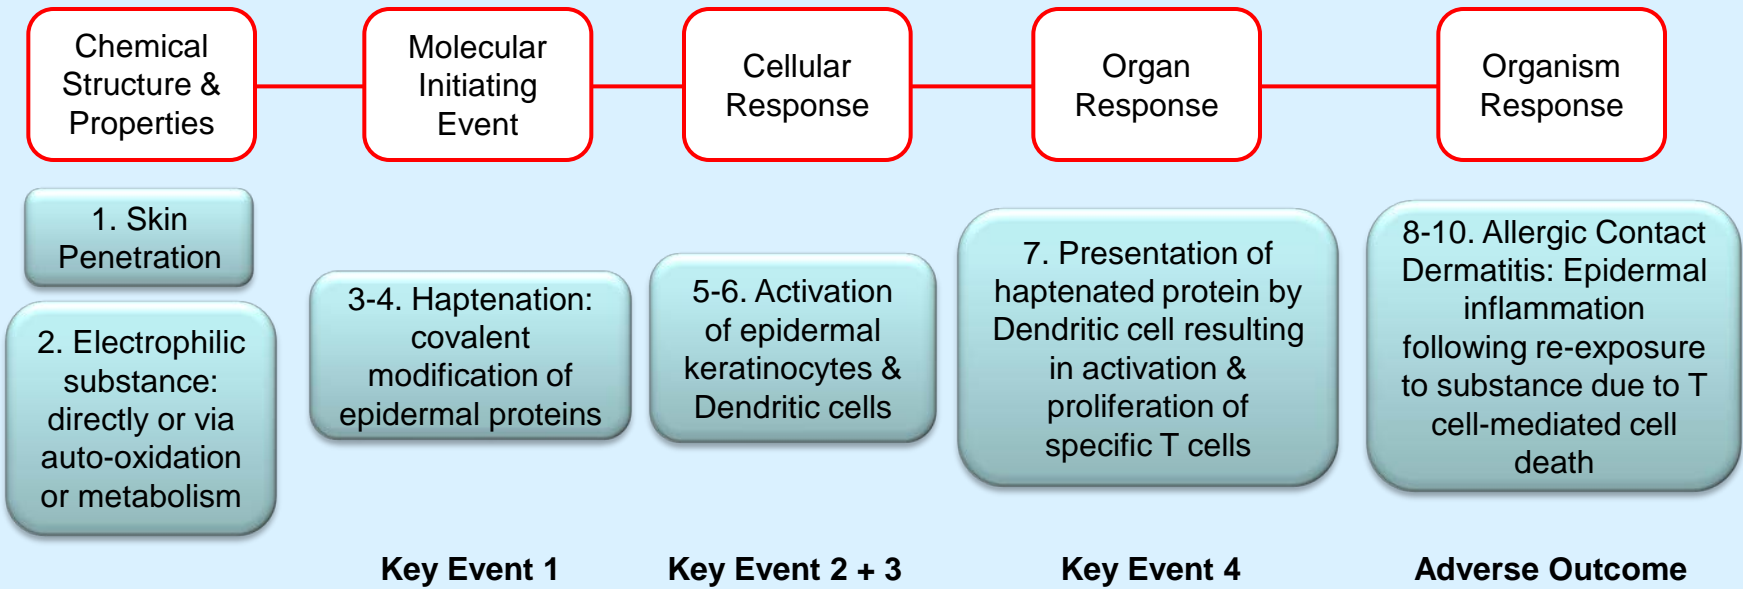 Chemical
Structure &
Properties
Molecular
Initiating
Event
Cellular
Response
Organ
Response
Organism
Response
1. Skin
Penetration
2. Electrophilic
substance:
directly or via
auto-oxidation
or metabolism
3-4. Haptenation:
covalent
modification of
epidermal proteins
5-6. Activation
of epidermal
keratinocytes &
Dendritic cells
7. Presentation of
haptenated protein by
Dendritic cell resulting
in activation &
proliferation of
specific T cells
8-10. Allergic Contact
Dermatitis: Epidermal
inflammation
following re-exposure
to substance due to T
cell-mediated cell
death
Key Event 1
Key Event 2 + 3
Key Event 4
Adverse Outcome